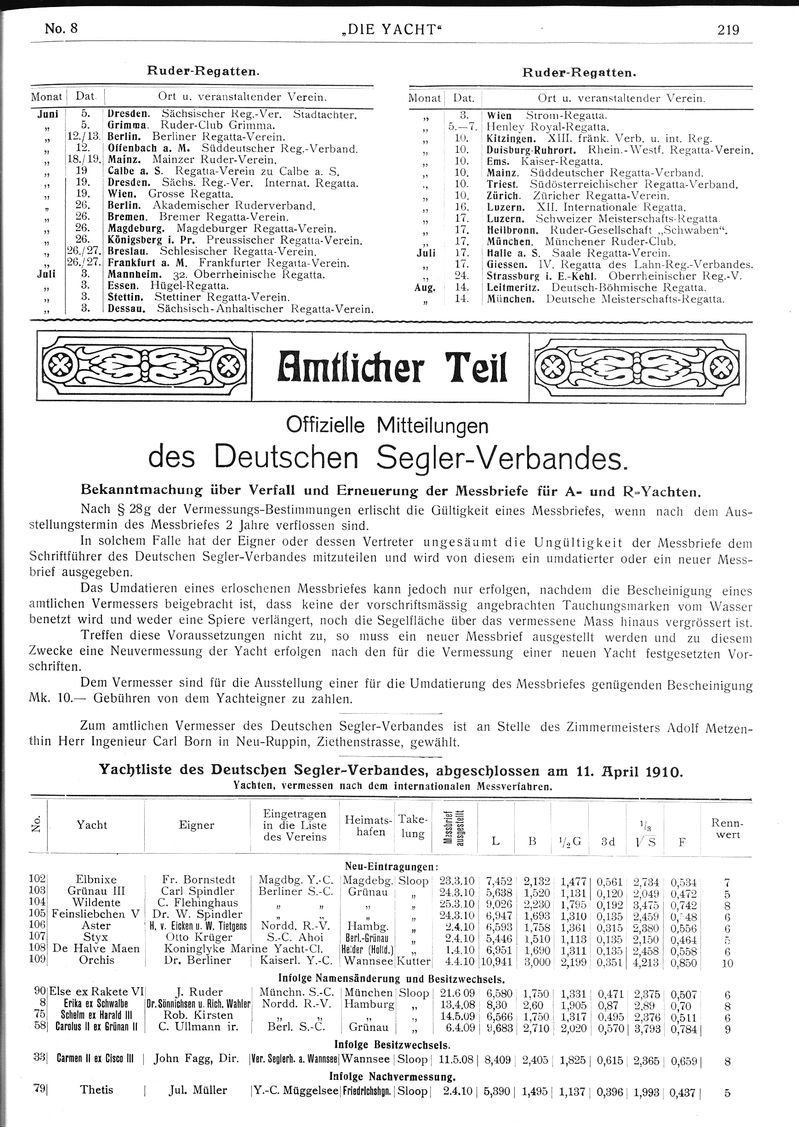 No. 8 „DIE YACHT“ 219
Ruder-Regatten.
Monat Dat. Ort u. veranstaltender Verein.
Juni 5. Dresden. Sächsischer Reg.-Ver. Stadtachter.
„ 5. Grimma. Ruder-Club Grimma.
„ 12./13. Berlin. Berliner Regatta-Verein.
„ 12. Offenbach a. M. Süddeutscher Reg.-Verband.
„ 18./19. Mainz. Mainzer Ruder-Verein.
„ 19 Calbe a. S. Regatta-Verein zu Calbe a. S.
„ 19. Dresden. Sächs. Reg.-Ver. Internat. Regatta.
„ 19. Wien. Grosse Regatta.
„ 26. Berlin. Akademischer Ruderverband.
„ 26. Bremen. Bremer Regatta-Verein.
„ 26. Magdeburg. Magdeburger Regatta-Verein.
„ 26. Königsberg i. Pr. Preussischer Regatta-Verein.
„ 26./27. Breslau. Schlesischer Regatta-Verein.
„ 26./27. Frankfurt a. M. Frankfurter Regatta-Verein.
Juli 3. Mannheim. 32. Oberrheinische Regatta.
„ 3. Essen. Hügel-Regatta.
„ 3. Stettin. Stettiner Regatta-Verein.
„ 3. Dessau. Sächsisch-Anhaltischer Regatta-Verein.
Ruder-Regatten.
Monat Dat. Ort u. veranstaltender Verein.
„ 3. Wien Strom-Regatta.
„ 5.—7. Henley Royal-Regatta.
„ 10. Kitzingen. XIII. fränk. Verb. u. int. Reg.
„ 10. Duisburg-Ruhrort. Rhein.-Westf. Regatta-Verein.
„ 10. Ems. Kaiser-Regatta.
„ 10. Mainz. Süddeutscher Regatta-Verband.
„ 10. Triest. Südösterreichischer Regatta-Verband.
„ 10. Zürich. Züricher Regatta-Verein.
„ 16. Luzern. XII. Internationale Regatta.
„ 17. Luzern. Schweizer Meisterschafts-Regatta
„ 17. Heilbronn. Ruder-Gesellschaft „Schwaben“.
„ 17. München. Münchener Ruder-Club.
Juli 17. Halle a. S. Saale Regatta-Verein.
„ 17. Giessen. IV. Regatta des Lahn-Reg.-Verbandes.
„ 24. Strassburg i. E.-Kehl. Oberrheinischer Reg.-V.
Aug. 14. Leitmeritz. Deutsch-Böhmische Regatta.
„ 14. München. Deutsche Meisterschafts-Regatta.
Amtlicher Teil
Offizielle Mitteilungen
des Deutschen Segler-Verbandes.
Bekanntmachung über Verfall und Erneuerung der Messbriefe für A- und R-Yachten.
Nach § 28g der Vermessungs-Bestimmungen erlischt die Gültigkeit eines Messbriefes, wenn nach dem Aus-
stellungstermin des Messbriefes 2 Jahre verflossen sind.
In solchem Falle hat der Eigner oder dessen Vertreter ungesäumt die Ungültigkeit der Messbriefe dem
Schriftführer des Deutschen Segler-Verbandes mitzuteilen und wird von diesem ein umdatierter oder ein neuer Mess-
brief ausgegeben.
Das Umdatieren eines erloschenen Messbriefes kann jedoch nur erfolgen, nachdem die Bescheinigung eines
amtlichen Vermessers beigebracht ist, dass keine der vorschriftsmässig angebrachten Tauchungsmarken vom Wasser
benetzt wird und weder eine Spiere verlängert, noch die Segelfläche über das vermessene Mass hinaus vergrössert ist.
Treffen diese Voraussetzungen nicht zu, so muss ein neuer Messbrief ausgestellt werden und zu diesem
Zwecke eine Neuvermessung der Yacht erfolgen nach den für die Vermessung einer neuen Yacht festgesetzten Vor-
schriften.
Dem Vermesser sind für die Ausstellung einer für die Umdatierung des Messbriefes genügenden Bescheinigung
Mk. 10.— Gebühren von dem Yachteigner zu zahlen.
Zum amtlichen Vermesser des Deutschen Segler-Verbandes ist an Stelle des Zimmermeisters Adolf Metzen-
thin Herr Ingenieur Carl Born in Neu-Ruppin, Ziethenstrasse, gewählt.
Yachtliste des Deutschen Segler-Verbandes, abgeschlossen am 11. April 1910.
Yachten, vermessen nach dem internationalen Messverfahren.
No. Yacht Eigner Eingetragen in die Liste des Vereins Heimats-hafen Take-lung Messbrief ausgestellt L B 1/2 G 3d 1/3 √S F Renn-wert
Neu-Eintragungen:
102 Elbnixe Fr. Bornstedt Magdbg. Y.-C. Magdebg. Sloop 23.3.10 7,452 2,132 1,477 0,561 2,734 0,534 7
103 Grünau III Carl Spindler Berliner S.-C. Grünau „ 24.3.10 5,638 1,520 1,131 0,120 2,049 0,472 5
104 Wildente C. Flehinghaus „ „ „ „ 25.3.10 9,026 2,230 1,795 0,192 3,475 0,742 8
105 Feinsliebchen V Dr. W. Spindler „ „ „ „ 24.3.10 6,947 1,693 1,310 0,135 2,459 48 6
106 Aster H. v. Eicken u. W. Tietgens Nordd. R.-V. Hambg. „ 2.4.10 6,593 1,758 1,361 0,315 2,380 0,556 6
107 Styx Otto Krüger S.-C. Ahoi Berl.-Grünau „ 2.4.10 5,446 1,510 1,113 0,135 2,150 0,464 5
108 De Halve Maen Koninglyke Marine Yacht-Cl. Helder (Holld.) „ 1.4.10 6,951 1,690 1,311 0,135 2,458 0,558 6
109 Orchis Dr. Berliner Kaiserl. Y.-C. Wannsee Kutter 4.4.10 10,941 3,000 2,199 0,351 4,213 0,850 10
Infolge Namensänderung und Besitzwechsels.
90 Else ex Rakete VI J. Ruder Münchn. S.-C. München Sloop 21.6.09 6,580 1,750 1,331 0,471 2,375 0,507 6
8 Erika ex Schwalbe Dr. Sönnichsen u. Rich. Wahler Nordd. R.-V. Hamburg „ 13.4.08 8,30 2,60 1,905 0,87 2,89 0,70 8
75 Schelm ex Harald III Rob. Kirsten „ „ „ „ 14.5.09 6,566 1,750 1,317 0,495 2,376 0,511 6
58 Carolus II ex Grünan II C. Ullmann jr. Berl. S.-C. Grünau „ 6.4.09 9,683 2,710 2,020 0,570 3,793 0,784 9
Infolge Besitzwechsels.
33 Carmen II ex Cisco III John Fagg, Dir. Ver. Seglerh. a. Wannsee Wannsee Sloop 11.5.08 8,409 2,405 1,825 0,615 2,365 0,659 8
Infolge Nachvermessung.
79 Thetis Jul. Müller Y.-C. Müggelsee Friedrichshgn. Sloop 2.4.10 5,390 1,495 1,137 0,396 1,993 0,437 5